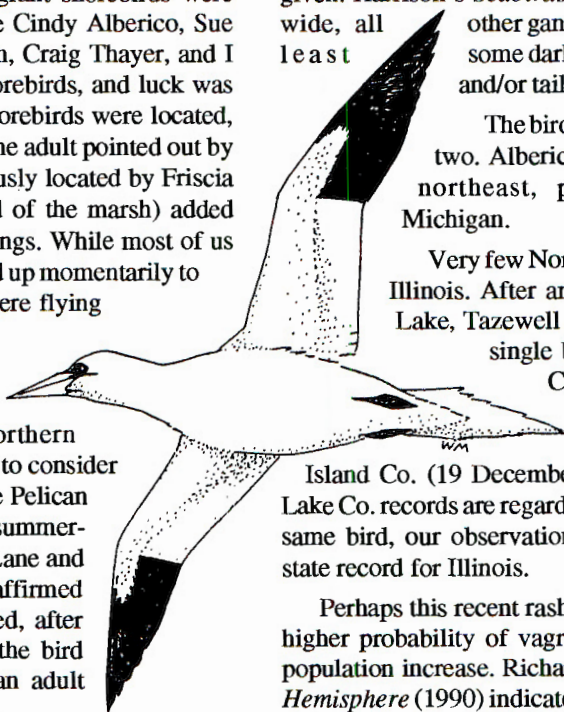 e Cindy Alberico, Sue
n, Craig Thayer, and I
orebirds, and luck was
orebirds were located,
ne adult pointed out by
usly located by Friscia
l of the marsh) added
ngs. While most of us
d up momentarily to
ere flying
orthern
to consider
e Pelican
summer-
Lane and
affirmed
ed, after
the bird
an adult
wide, all other gan
least some dar
and/or tail
The bird
two. Alberic
northeast, p
Michigan.
Very few Nor
Illinois. After an
Lake, Tazewell
single b
C
WM
Island Co. (19 Decembe
Lake Co. records are regard
same bird, our observation
state record for Illinois.
Perhaps this recent rash
higher probability of vagr
population increase. Richa
Hemisphere (1990) indicate